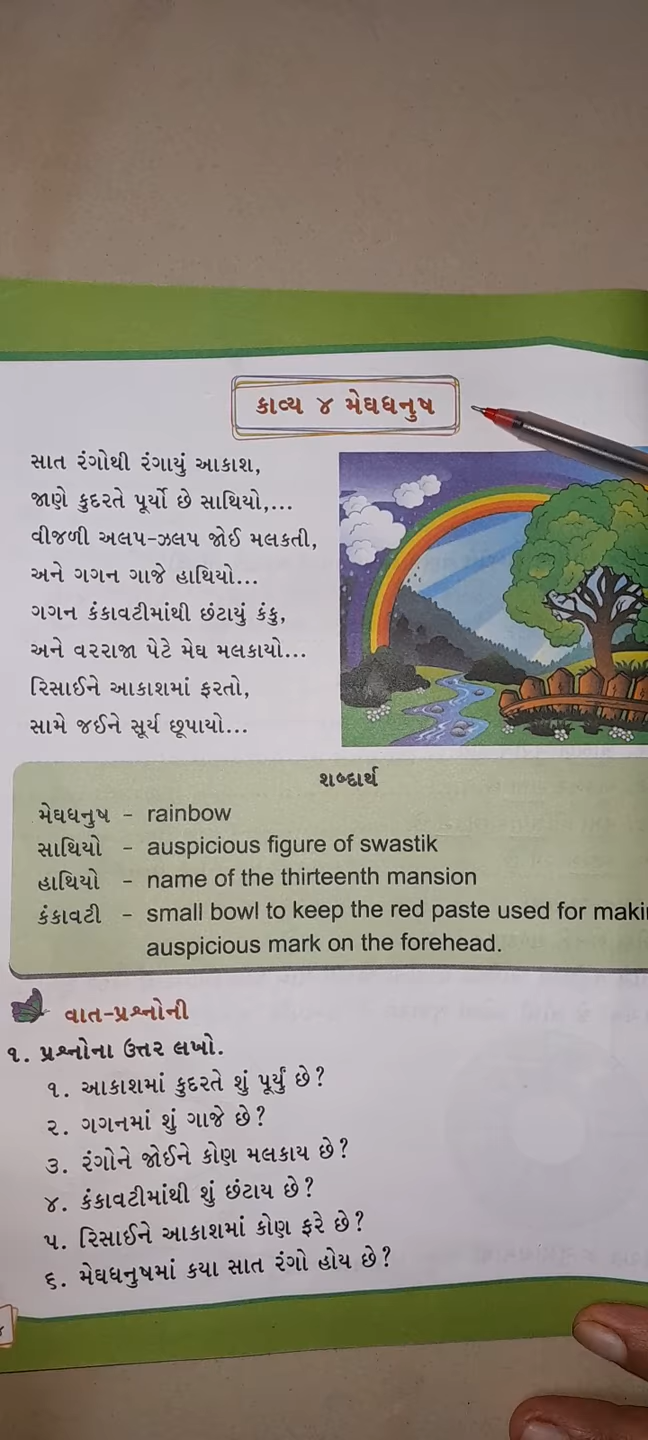 કાવ્ય ૪ મેઘધનુષ
સાત રંગોથી રંગાયું આકાશ,
જાણે કુદરતે પૂર્યો છે સાથિયો,...
વીજળી અલપ-ઝલપ જોઈ મલકતી,
અને ગગન ગાજે હાથિયો...
ગગન કંકાવટીમાંથી છંટાયું કંકુ,
અને વરરાજા પેટે મેઘ મલકાયો...
રિસાઈને આકાશમાં ફરતો,
સામે જઈને સૂર્ય છૂપાયો...
શબ્દાર્થ
મેઘધનુષ - rainbow
સાથિયો - auspicious figure of swastik
હાથિયો - name of the thirteenth mansion
કંકાવટી - small bowl to keep the red paste used for
auspicious mark on the forehead.
વાત-પ્રશ્નોની
૧. પ્રશ્નોના ઉત્તર લખો.
૧. આકાશમાં કુદરતે શું પૂર્યું છે?
૨. ગગનમાં શું ગાજે છે?
૩. રંગોને જોઈને કોણ મલકાય છે?
૪. કંકાવટીમાંથી શું છંટાય છે?
૫. રિસાઈને આકાશમાં કોણ ફરે છે?
૬. મેઘધનુષમાં કયા સાત રંગો હોય છે?